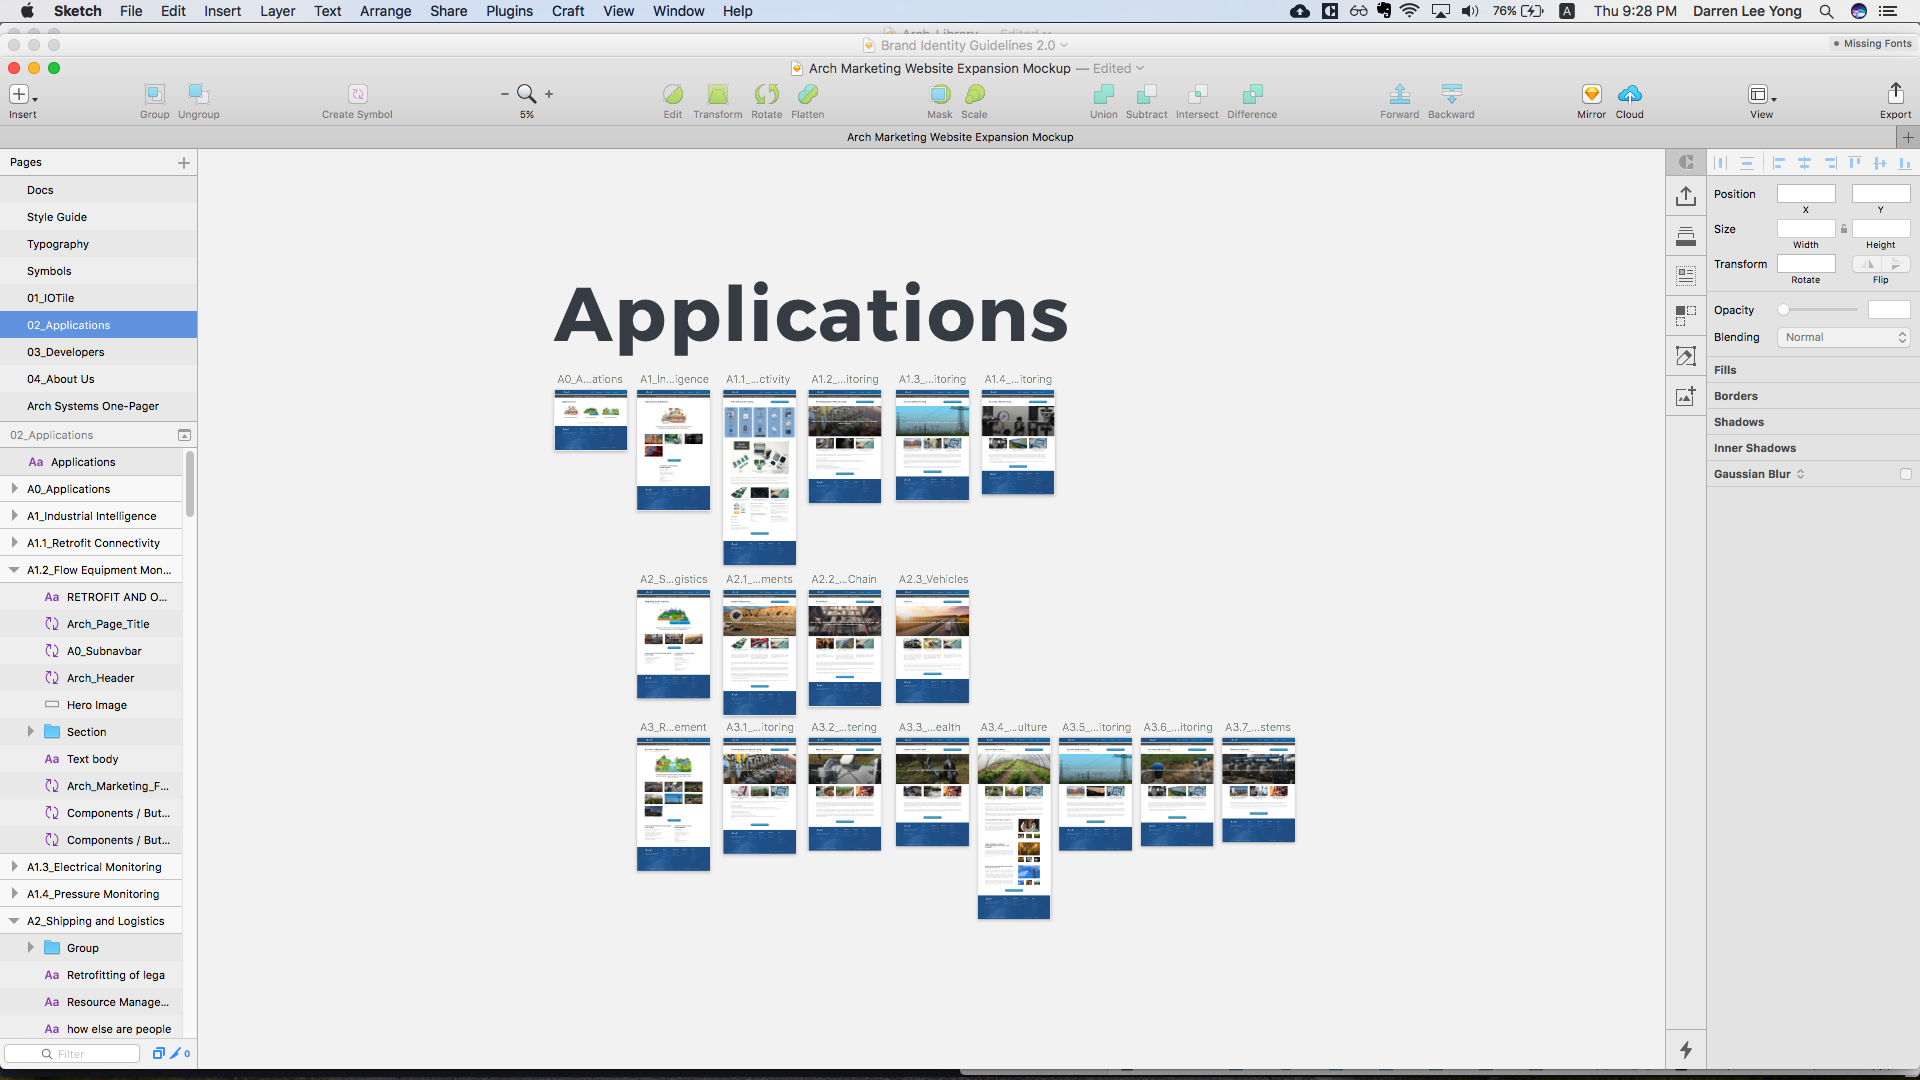 Sketch File Edit Insert Layer Text Arrange Share Plugins Craft View Window Help
76% A Thu 9:28 PM Darren Lee Yong
Arch Library — Edited
Brand Identity Guidelines 2.0
Missing Fonts
Arch Marketing Website Expansion Mockup — Edited
Insert Group Ungroup Create Symbol 5% Edit Transform Rotate Flatten Mask Scale Union Subtract Intersect Difference Forward Backward Mirror Cloud View Export
Arch Marketing Website Expansion Mockup
Pages
Docs
Style Guide
Typography
Symbols
01_IOTile
02_Applications
03_Developers
04_About Us
Arch Systems One-Pager
02_Applications
Aa Applications
A0_Applications
A1_Industrial Intelligence
A1.1_Retrofit Connectivity
A1.2_Flow Equipment Mon...
Aa RETROFIT AND O...
Arch_Page_Title
A0_Subnavbar
Arch_Header
Hero Image
Section
Aa Text body
Arch_Marketing_F...
Components / But...
Components / But...
A1.3_Electrical Monitoring
A1.4_Pressure Monitoring
A2_Shipping and Logistics
Group
Aa Retrofitting of lega
Aa Resource Manage...
Aa how else are people
Filter
0
Applications
A0_A...ations A1_In...igence A1.1_...ctivity A1.2_...itoring A1.3_...itoring A1.4_...itoring
A2_S...gistics A2.1_...ments A2.2_...Chain A2.3_Vehicles
A3_R...ement A3.1_...itoring A3.2_...tering A3.3_...ealth A3.4_...ulture A3.5_...itoring A3.6_...itoring A3.7_...stems
Position
X Y
Size
Width Height
Transform
Rotate Flip
Opacity
Blending Normal
Fills
Borders
Shadows
Inner Shadows
Gaussian Blur